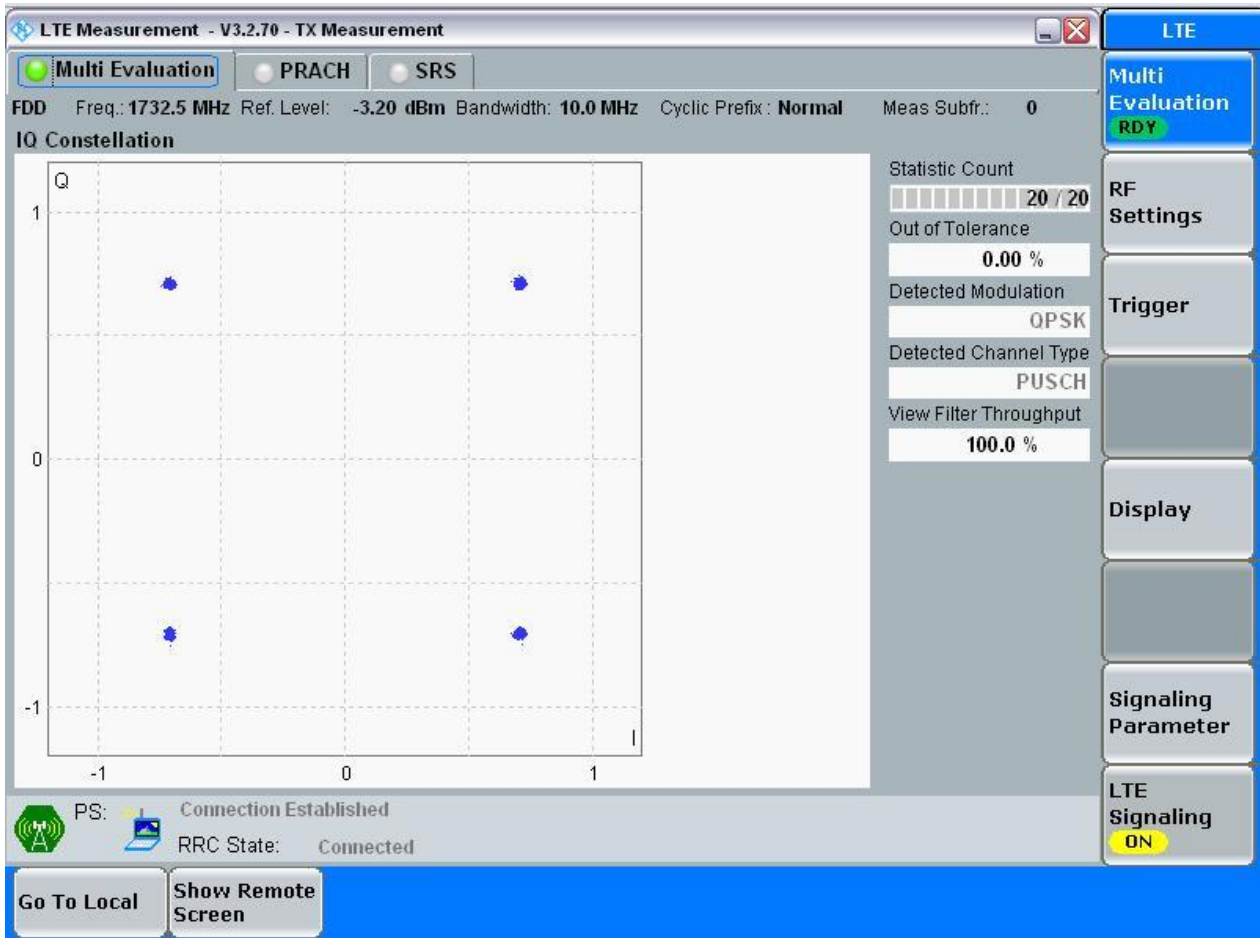 LTE Measurement - V3.2.70 - TX Measurement
LTE
Multi Evaluation
PRACH
SRS
FDD Freq.: 1732.5 MHz Ref. Level: -3.20 dBm Bandwidth: 10.0 MHz Cyclic Prefix : Normal Meas Subfr.: 0
IQ Constellation
Q
1
0
-1
-1 0 1
I
Statistic Count
20 / 20
Out of Tolerance
0.00 %
Detected Modulation
QPSK
Detected Channel Type
PUSCH
View Filter Throughput
100.0 %
Multi
Evaluation
RDY
RF
Settings
Trigger
Display
Signaling
Parameter
LTE
Signaling
ON
PS: Connection Established
RRC State: Connected
Go To Local
Show Remote
Screen